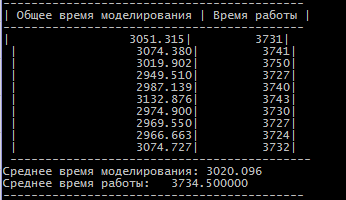 | Общее время моделирования | Время работы |
| 3051.315| 3731|
| 3074.380| 3741|
| 3019.902| 3750|
| 2949.510| 3727|
| 2987.139| 3740|
| 3132.876| 3743|
| 2974.900| 3730|
| 2969.550| 3727|
| 2966.663| 3724|
| 3074.727| 3732|
Среднее время моделирования: 3020.096
Среднее время работы: 3734.500000